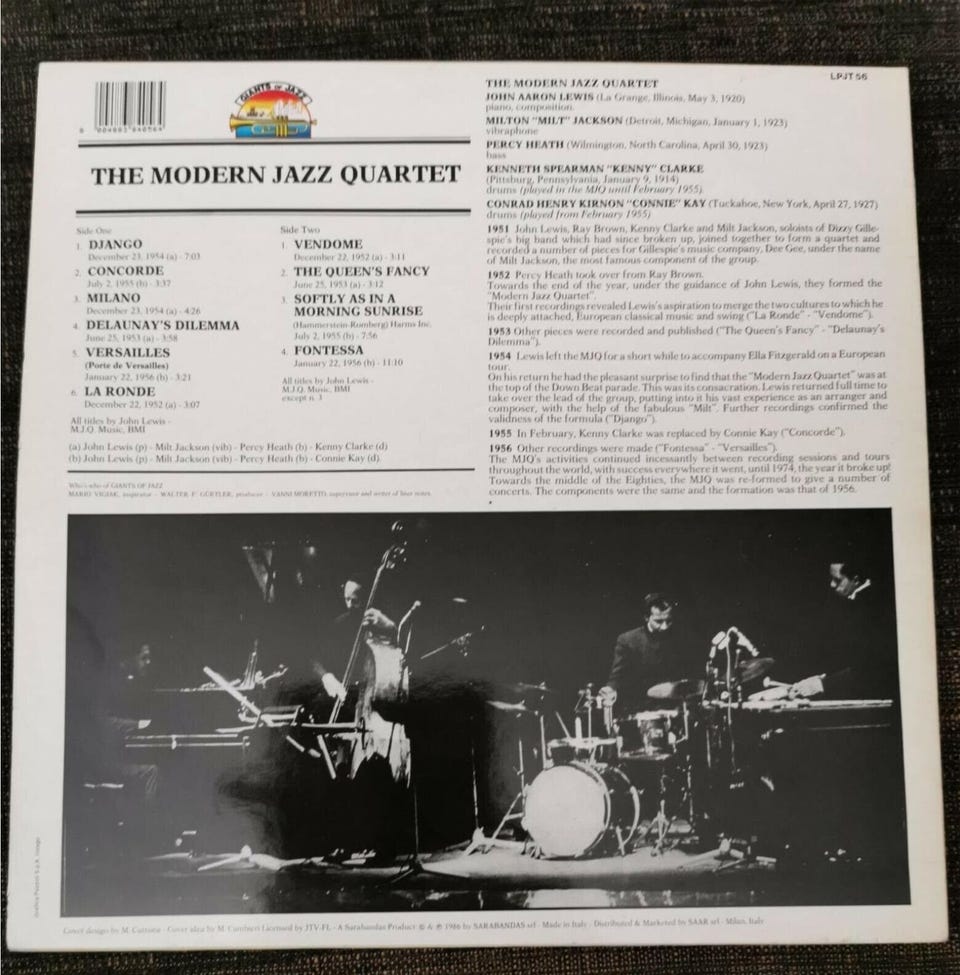 LPJT 56
8 004883 040564
GIANTS OF JAZZ
THE MODERN JAZZ QUARTET
Side One
1. DJANGO
December 23, 1954 (a) - 7:03
2. CONCORDE
July 2, 1955 (b) - 3:37
3. MILANO
December 23, 1954 (a) - 4:26
4. DELAUNAY'S DILEMMA
June 25, 1953 (a) - 3:58
5. VERSAILLES
(Porte de Versailles)
January 22, 1956 (b) - 3:21
6. LA RONDE
December 22, 1952 (a) - 3:07
All titles by John Lewis -
M.J.Q. Music, BMI
Side Two
1. VENDOME
December 22, 1952 (a) - 3:11
2. THE QUEEN'S FANCY
June 25, 1953 (a) - 3:12
3. SOFTLY AS IN A
MORNING SUNRISE
(Hammerstein-Romberg) Harms Inc.
July 2, 1955 (b) - 7:56
4. FONTESSA
January 22, 1956 (b) - 11:10
All titles by John Lewis -
M.J.Q. Music, BMI
except n. 3
(a) John Lewis (p) - Milt Jackson (vib) - Percy Heath (b) - Kenny Clarke (d)
(b) John Lewis (p) - Milt Jackson (vib) - Percy Heath (b) - Connie Kay (d).
Who's who of GIANTS OF JAZZ
MARIO VIGIAK, inspirator - WALTER F. GÜRTLER, producer - VANNI MORETTO, supervisor and writer of liner notes.
THE MODERN JAZZ QUARTET
JOHN AARON LEWIS (La Grange, Illinois, May 3, 1920)
piano, composition.
MILTON "MILT" JACKSON (Detroit, Michigan, January 1, 1923)
vibraphone
PERCY HEATH (Wilmington, North Carolina, April 30, 1923)
bass
KENNETH SPEARMAN "KENNY" CLARKE
(Pittsburg, Pennsylvania, January 9, 1914)
drums (played in the MJQ until February 1955).
CONRAD HENRY KIRNON "CONNIE" KAY (Tuckahoe, New York, April 27, 1927)
drums (played from February 1955)
1951 John Lewis, Ray Brown, Kenny Clarke and Milt Jackson, soloists of Dizzy Gille-
spie's big band which had since broken up, joined together to form a quartet and
recorded a number of pieces for Gillespie's music company, Dee Gee, under the name
of Milt Jackson, the most famous component of the group.
1952 Percy Heath took over from Ray Brown.
Towards the end of the year, under the guidance of John Lewis, they formed the
"Modern Jazz Quartet".
Their first recordings revealed Lewis's aspiration to merge the two cultures to which he
is deeply attached, European classical music and swing ("La Ronde" - "Vendome").
1953 Other pieces were recorded and published ("The Queen's Fancy" - "Delaunay's
Dilemma").
1954 Lewis left the MJQ for a short while to accompany Ella Fitzgerald on a European
tour.
On his return he had the pleasant surprise to find that the "Modern Jazz Quartet" was at
the top of the Down Beat parade. This was its consacration. Lewis returned full time to
take over the lead of the group, putting into it his vast experience as an arranger and
composer, with the help of the fabulous "Milt". Further recordings confirmed the
validness of the formula ("Django").
1955 In February, Kenny Clarke was replaced by Connie Kay ("Concorde").
1956 Other recordings were made ("Fontessa" - "Versailles").
The MJQ's activities continued incessantly between recording sessions and tours
throughout the world, with success everywhere it went, until 1974, the year it broke up!
Towards the middle of the Eighties, the MJQ was re-formed to give a number of
concerts. The components were the same and the formation was that of 1956.
Cover design by M. - Cover idea by M. Licensed by JTV-FL - A Sarabandas Product © & ℗ 1986 by SARABANDAS srl - Made in Italy - Distributed & Marketed by SAAR srl - Milan, Italy